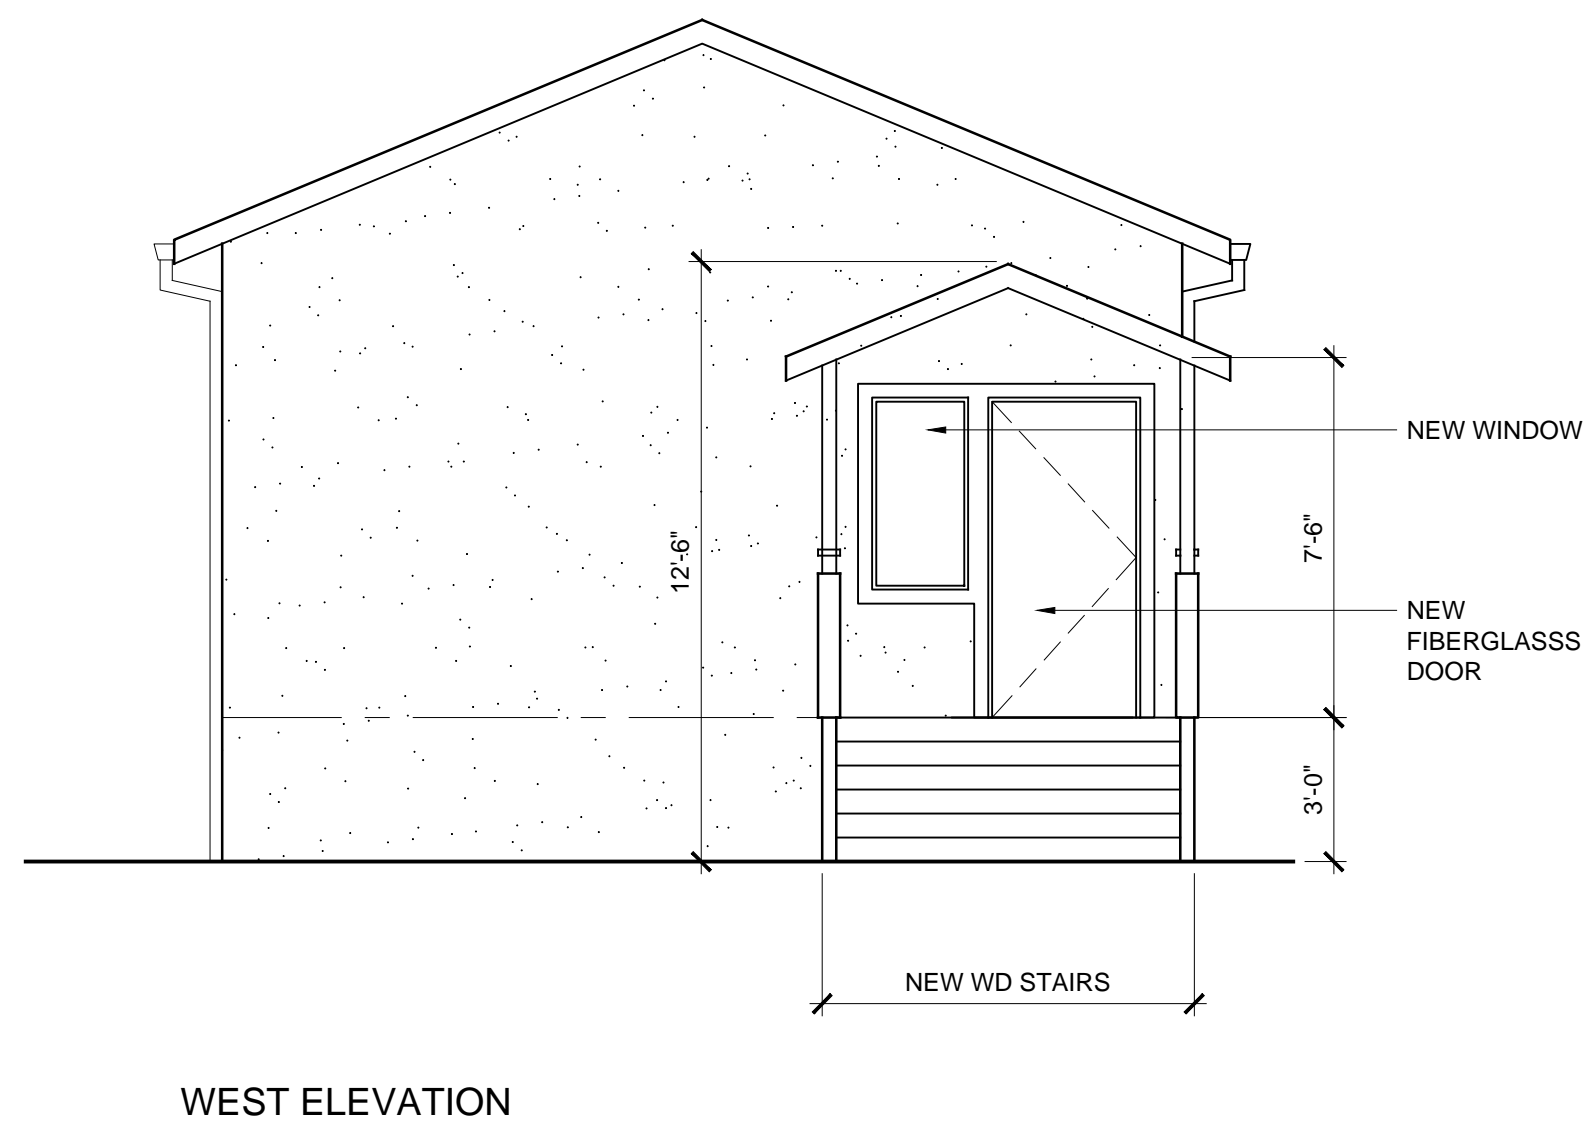 NEW WINDOW
12'-6"
7'-6"
NEW
FIBERGLASSS
DOOR
3'-0"
NEW WD STAIRS
WEST ELEVATION